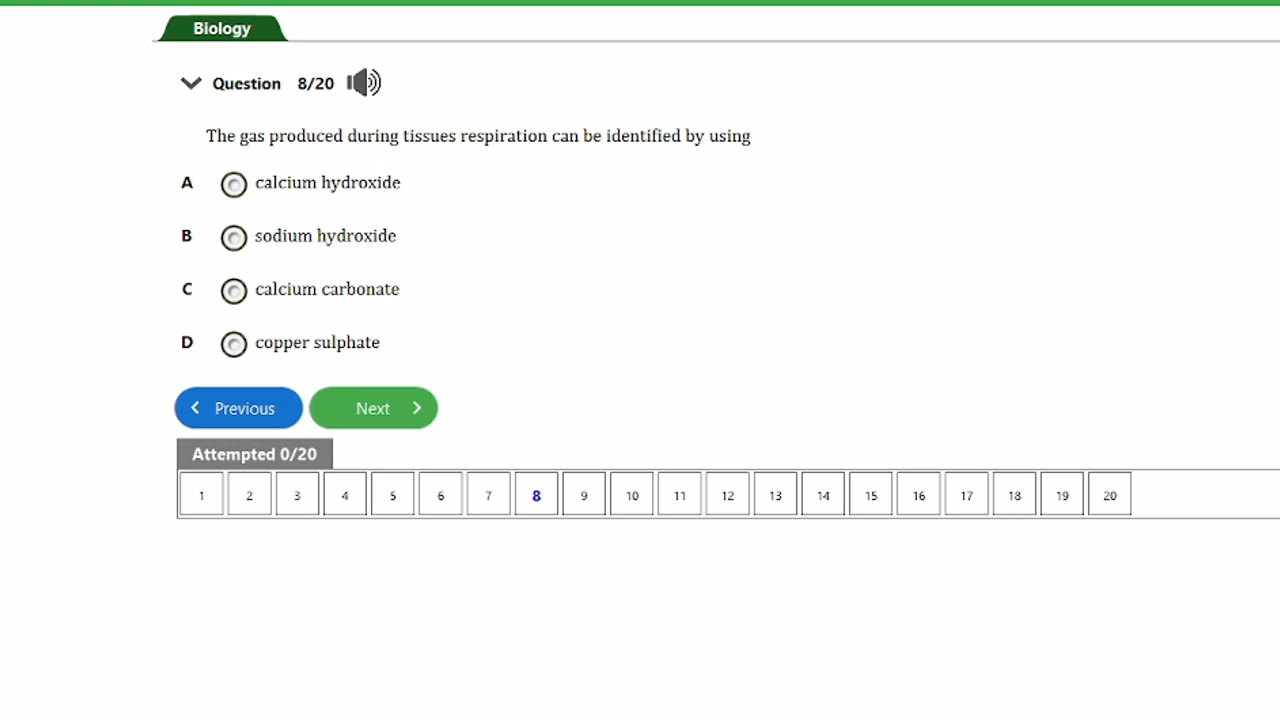 Biology
Question 8/20
The gas produced during tissues respiration can be identified by using
A calcium hydroxide
B sodium hydroxide
C calcium carbonate
D copper sulphate
Previous Next
Attempted 0/20
1 2 3 4 5 6 7 8 9 10 11 12 13 14 15 16 17 18 19 20